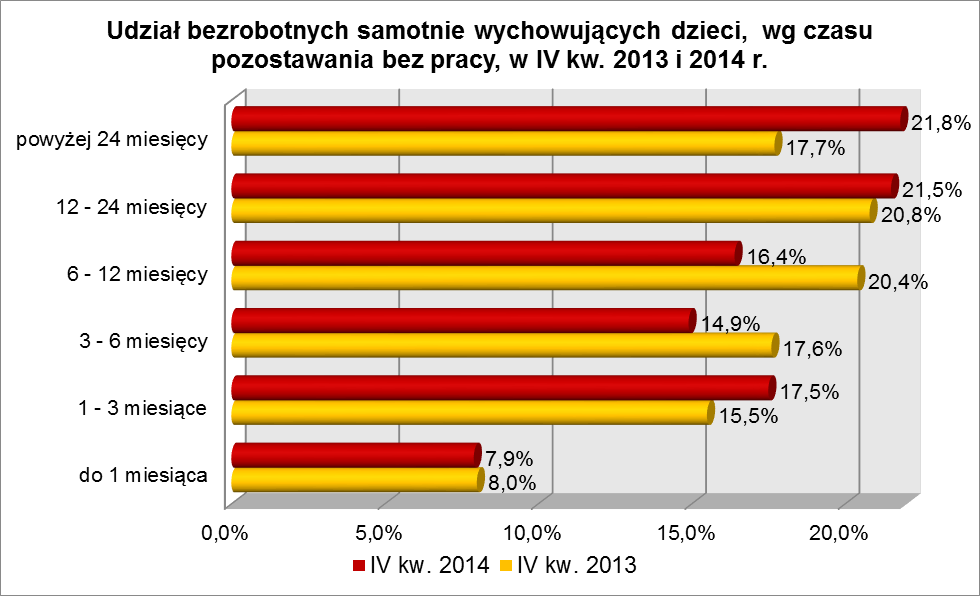 Udział bezrobotnych samotnie wychowujących dzieci,  wg czasu
pozostawania bez pracy, w IV kw. 2013 i 2014 r.
powyżej 24 miesięcy
21,8%
17,7%
12 - 24 miesięcy
21,5%
20,8%
6 - 12 miesięcy
16,4%
20,4%
3 - 6 miesięcy
14,9%
17,6%
1 - 3 miesiące
17,5%
15,5%
do 1 miesiąca
7,9%
8,0%
0,0% 5,0% 10,0% 15,0% 20,0%
IV kw. 2014 IV kw. 2013